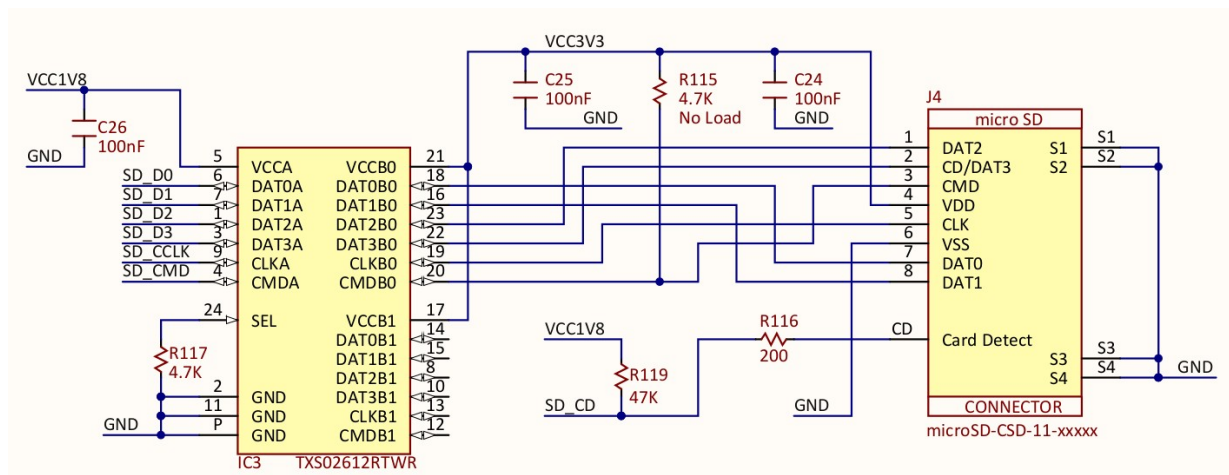 VCC1V8
C26
100nF
GND
SD_D0
SD_D1
SD_D2
SD_D3
SD_CCLK
SD_CMD
5
6
7
1
3
9
4
24
2
11
P
R117
4.7K
GND
VCCA
DAT0A
DAT1A
DAT2A
DAT3A
CLKA
CMDA
SEL
GND
GND
GND
VCCB0
DAT0B0
DAT1B0
DAT2B0
DAT3B0
CLKB0
CMDB0
VCCB1
DAT0B1
DAT1B1
DAT2B1
DAT3B1
CLKB1
CMDB1
21
18
16
23
22
19
20
17
14
15
8
10
13
12
IC3
TXS02612RTWR
VCC3V3
C25
100nF
GND
R115
4.7K
No Load
C24
100nF
GND
VCC1V8
R119
47K
SD_CD
R116
200
GND
J4
micro SD
1
2
3
4
5
6
7
8
CD
DAT2
CD/DAT3
CMD
VDD
CLK
VSS
DAT0
DAT1
Card Detect
S1
S2
S3
S4
S1
S2
S3
S4
GND
CONNECTOR
microSD-CSD-11-xxxxx